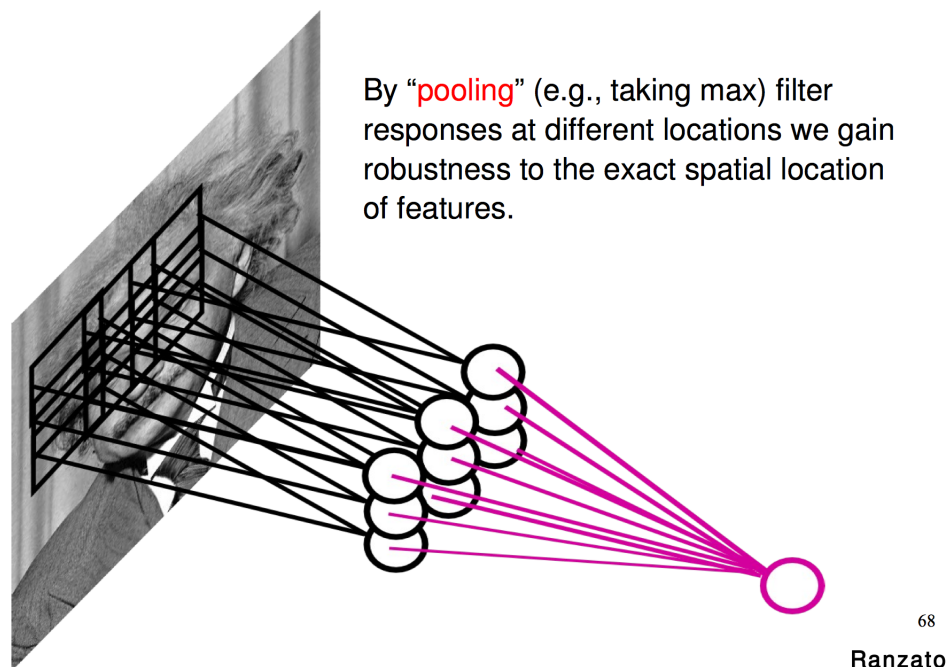 By “pooling” (e.g., taking max) filter
responses at different locations we gain
robustness to the exact spatial location
of features.
68
Ranzato